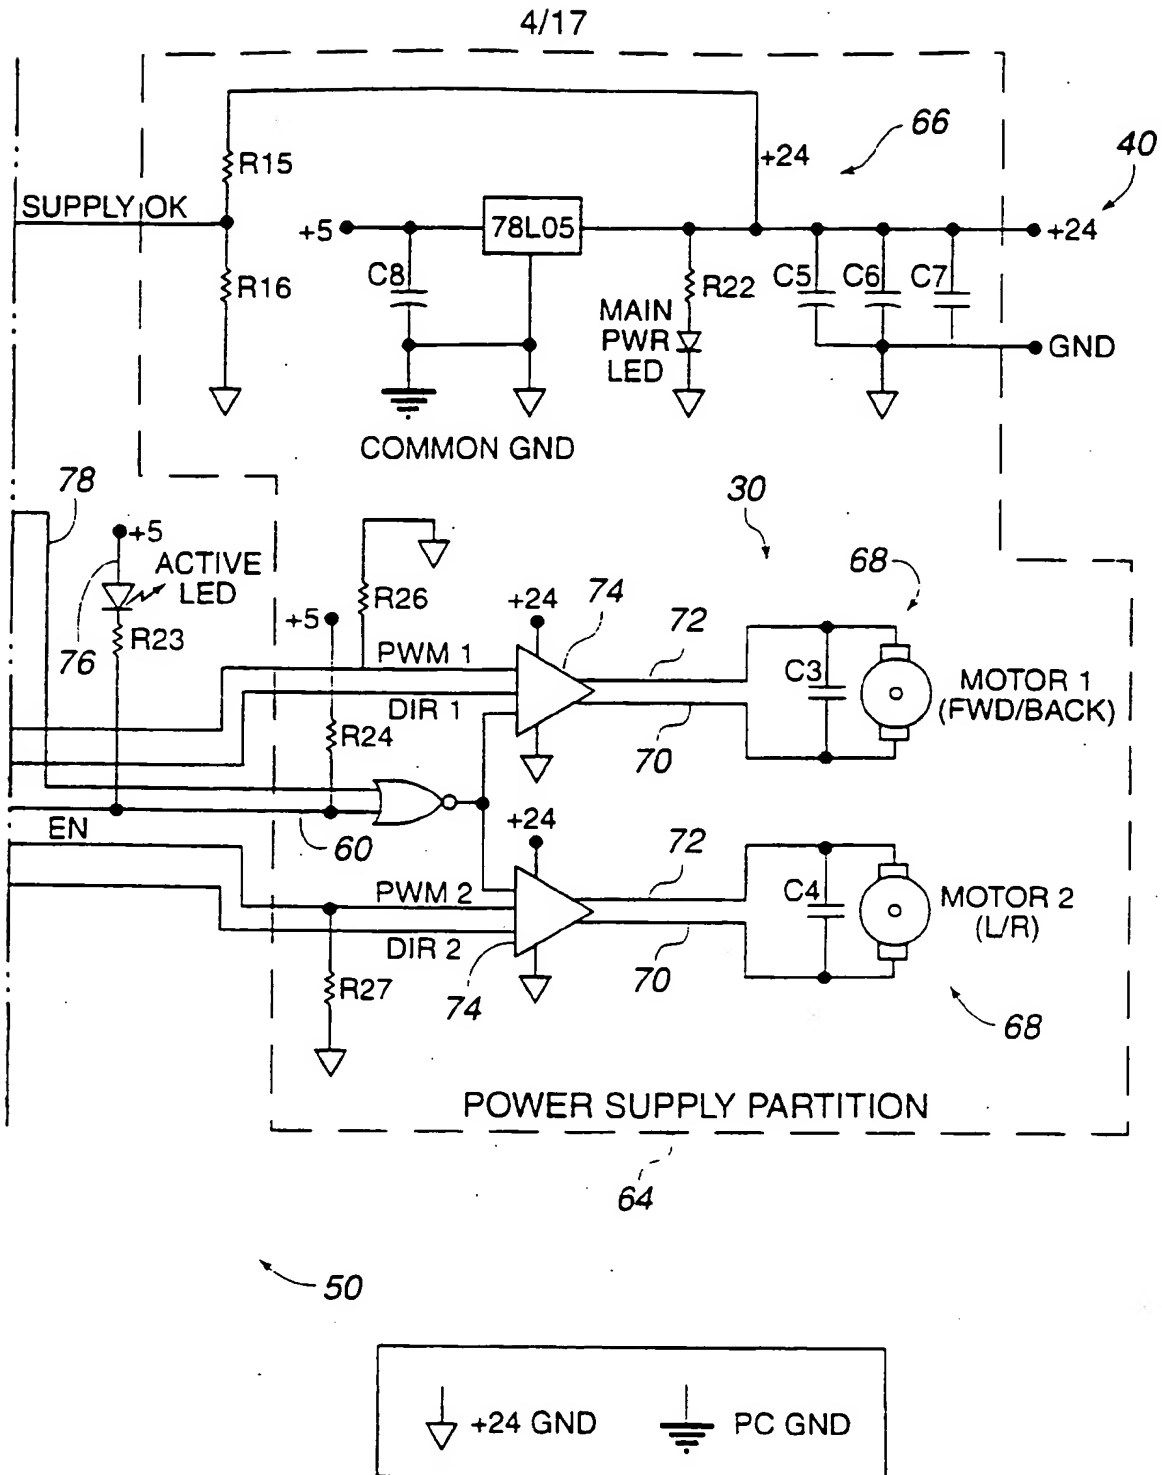 4/17
66
40
+24
R15
SUPPLY OK
+5
78L05
+24
R16
C8
R22
C5
C6
C7
MAIN
PWR
LED
GND
COMMON GND
78
30
+5
ACTIVE
LED
68
R26
+24
74
+5
72
R23
76
PWM 1
C3
MOTOR 1
(FWD/BACK)
DIR 1
R24
70
+24
EN
60
72
PWM 2
C4
MOTOR 2
(L/R)
DIR 2
70
R27
74
68
POWER SUPPLY PARTITION
64
50
+24 GND
PC GND